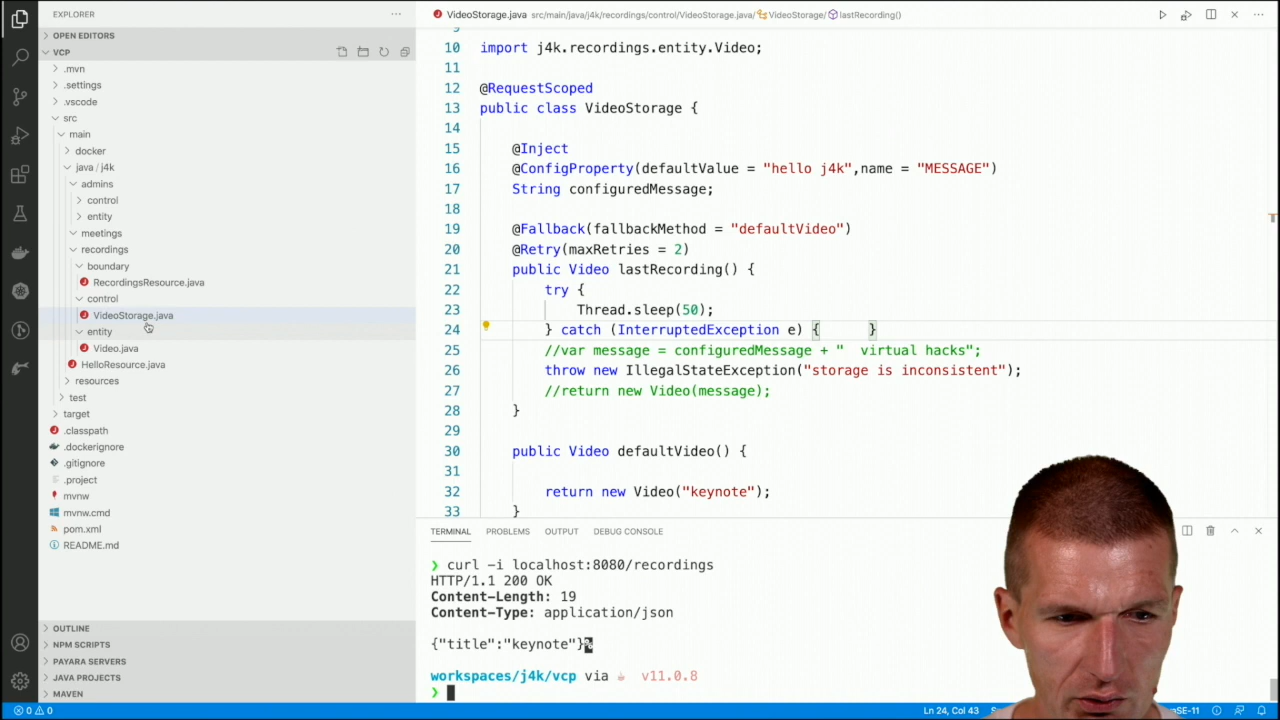 EXPLORER
OPEN EDITORS
VCP
.mvn
.settings
.vscode
src
main
docker
java / j4k
admins
control
entity
meetings
recordings
boundary
RecordingsResource.java
control
VideoStorage.java
entity
Video.java
HelloResource.java
resources
test
target
.classpath
.dockerignore
.gitignore
.project
mvnw
mvnw.cmd
pom.xml
README.md
OUTLINE
NPM SCRIPTS
PAYARA SERVERS
JAVA PROJECTS
MAVEN
VideoStorage.java src/main/java/j4k/recordings/control/VideoStorage.java/ VideoStorage/ lastRecording()
9
10 import j4k.recordings.entity.Video;
11
12 @RequestScoped
13 public class VideoStorage {
14
15 @Inject
16 @ConfigProperty(defaultValue = "hello j4k",name = "MESSAGE")
17 String configuredMessage;
18
19 @Fallback(fallbackMethod = "defaultVideo")
20 @Retry(maxRetries = 2)
21 public Video lastRecording() {
22 try {
23 Thread.sleep(50);
24 } catch (InterruptedException e) { }
25 //var message = configuredMessage + " virtual hacks";
26 throw new IllegalStateException("storage is inconsistent");
27 //return new Video(message);
28 }
29
30 public Video defaultVideo() {
31
32 return new Video("keynote");
33 }
TERMINAL PROBLEMS OUTPUT DEBUG CONSOLE
❯ curl -i localhost:8080/recordings
HTTP/1.1 200 OK
Content-Length: 19
Content-Type: application/json
{"title":"keynote"}%
workspaces/j4k/vcp via ☕ v11.0.8
❯
0 0
Ln 24, Col 43
SE-11